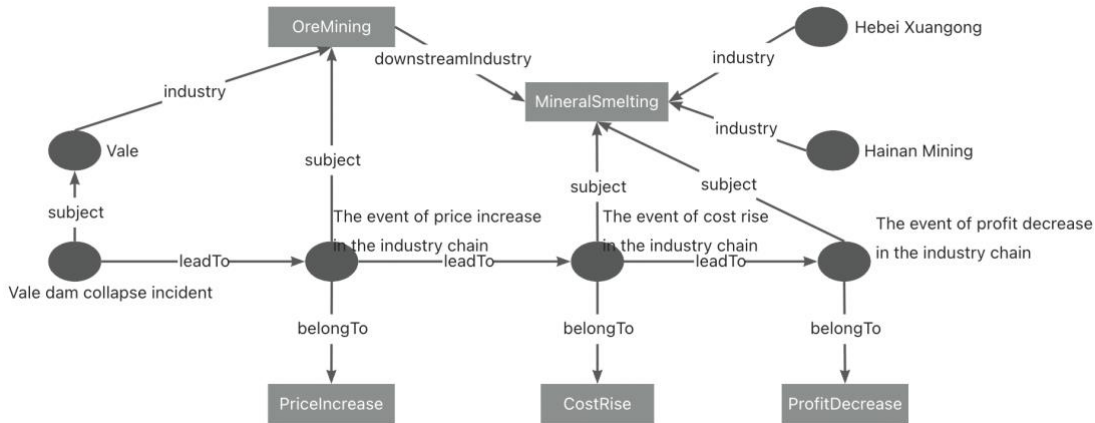 OreMining
Hebei Xuangong
downstreamIndustry
industry
industry
MineralSmelting
industry
Vale
Hainan Mining
subject
subject
subject
subject
The event of price increase
in the industry chain
The event of cost rise
in the industry chain
The event of profit decrease
in the industry chain
leadTo
leadTo
leadTo
Vale dam collapse incident
belongTo
belongTo
belongTo
PriceIncrease
CostRise
ProfitDecrease